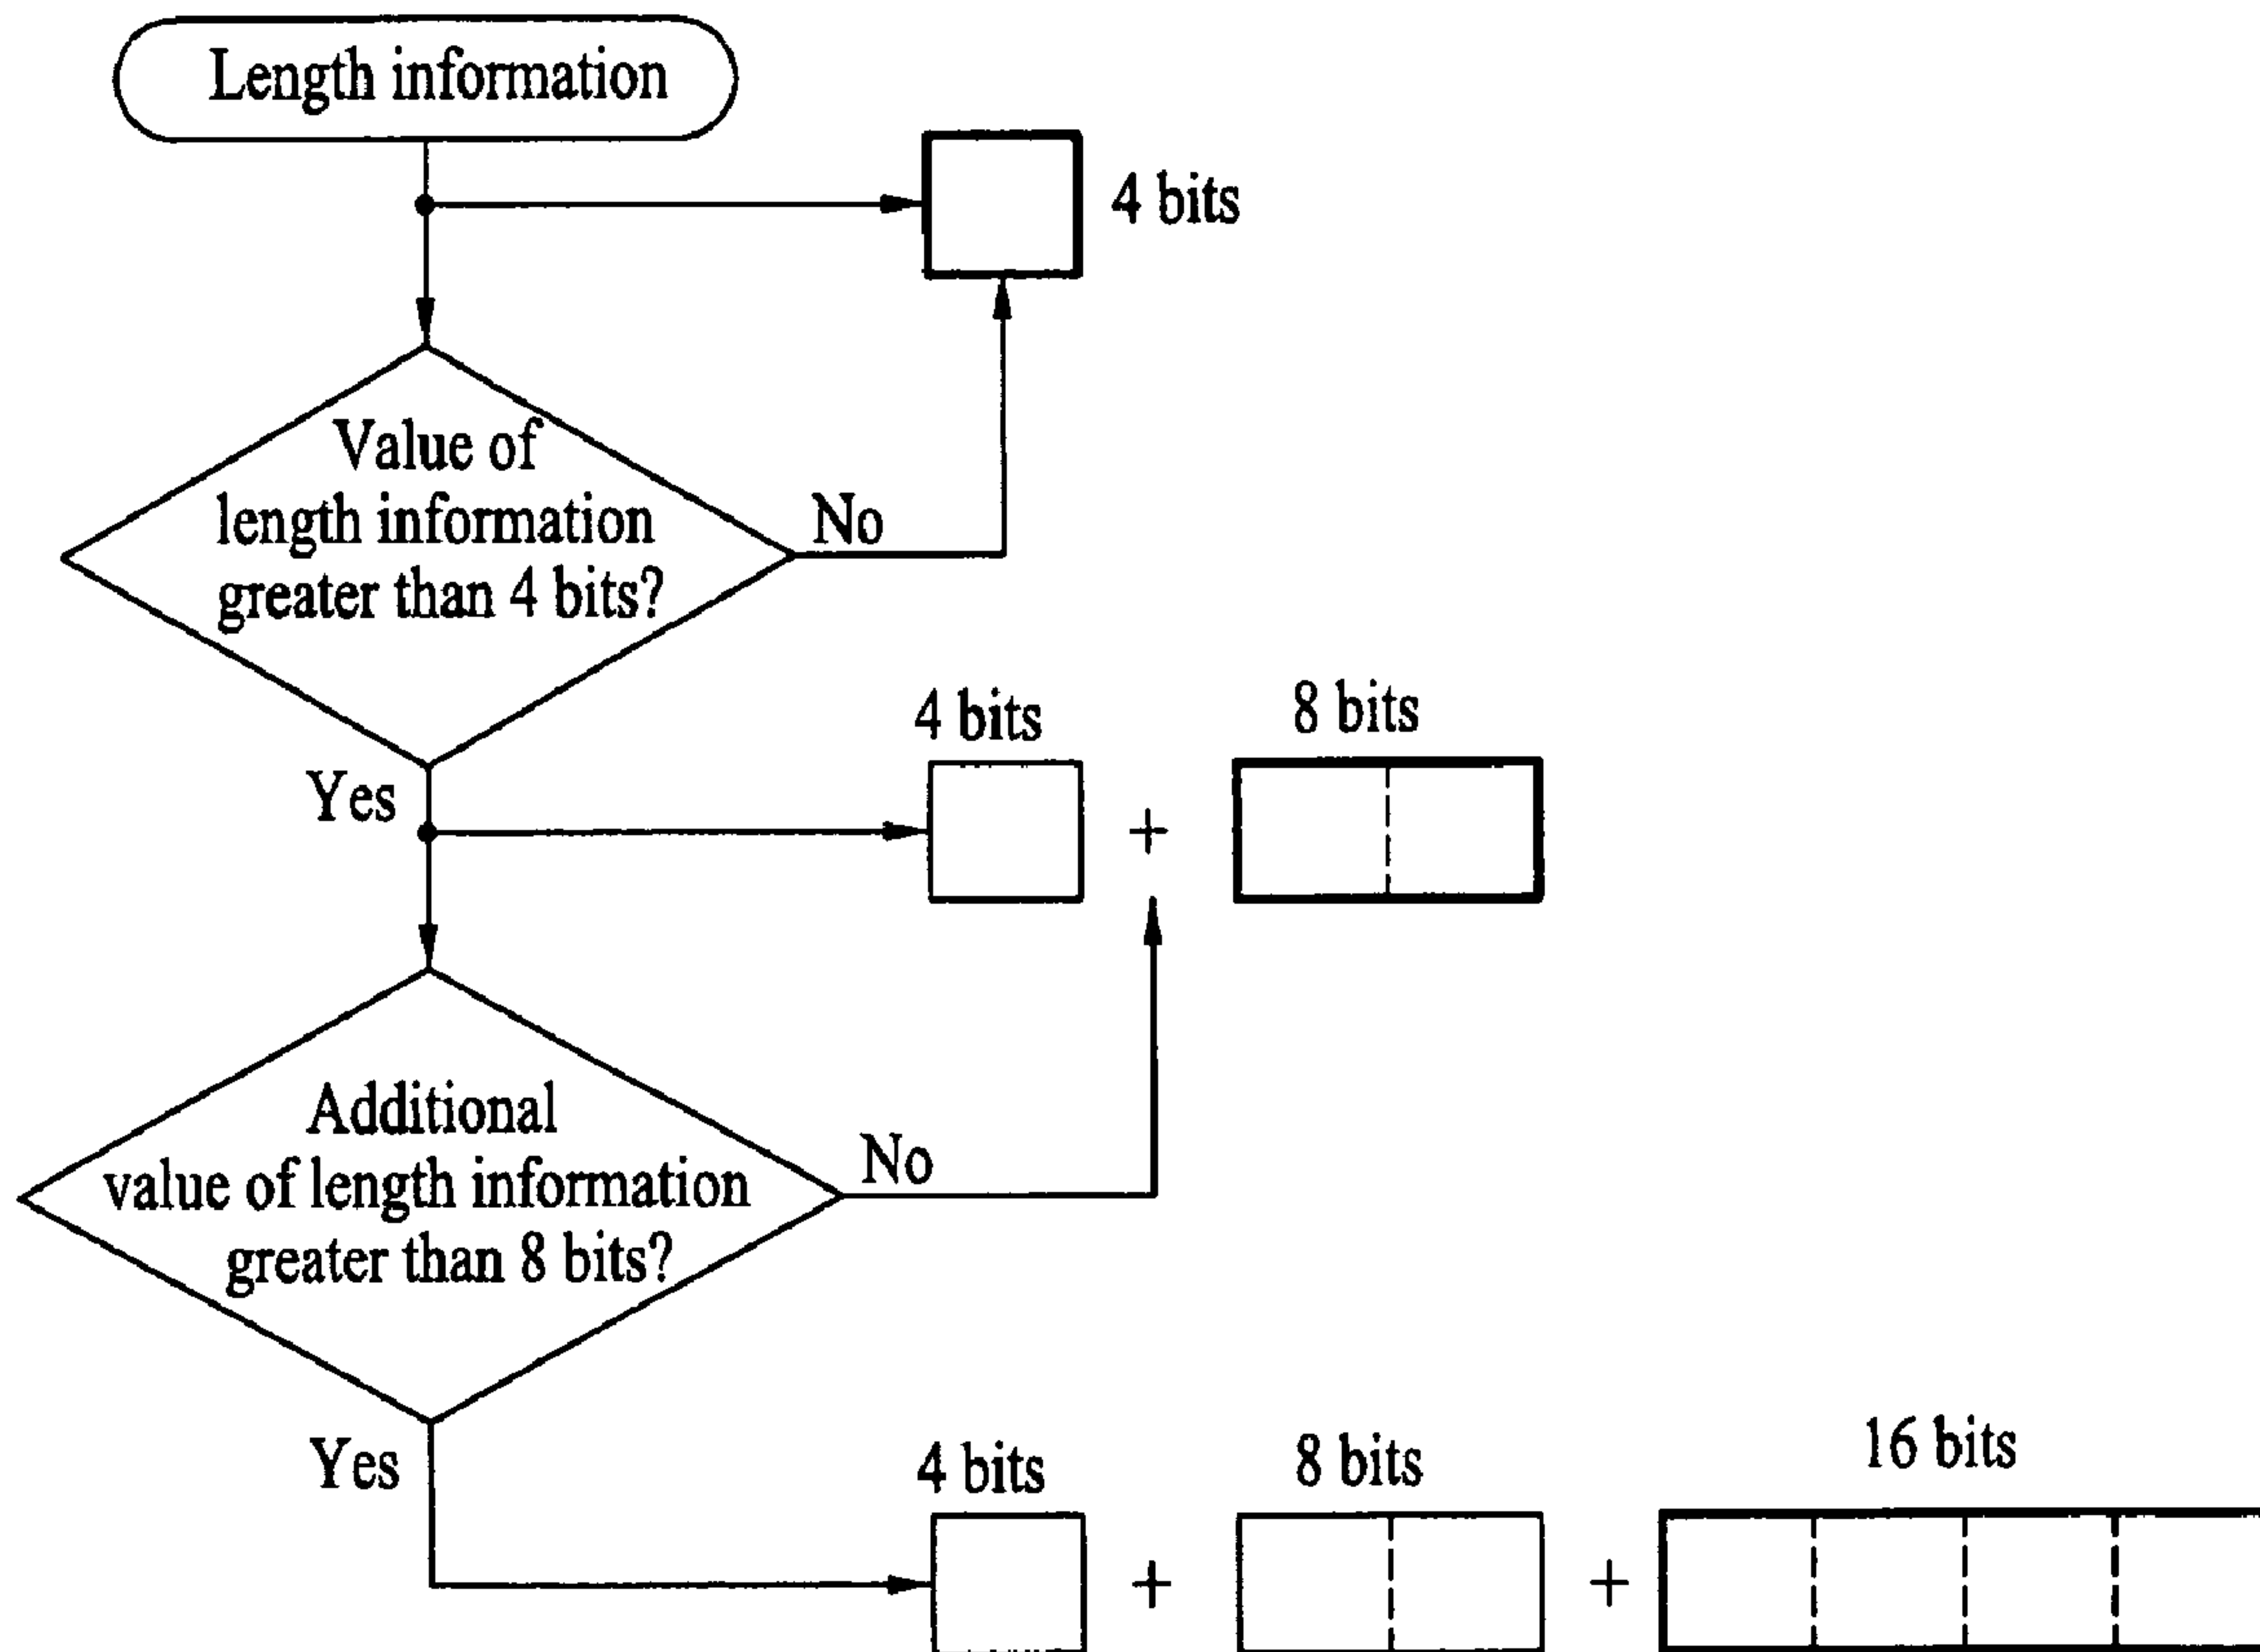 Length information
4 bits
Value of
length information
greater than 4 bits?
No
Yes
4 bits
+
8 bits
Additional
value of length information
greater than 8 bits?
No
Yes
4 bits
+
8 bits
+
16 bits